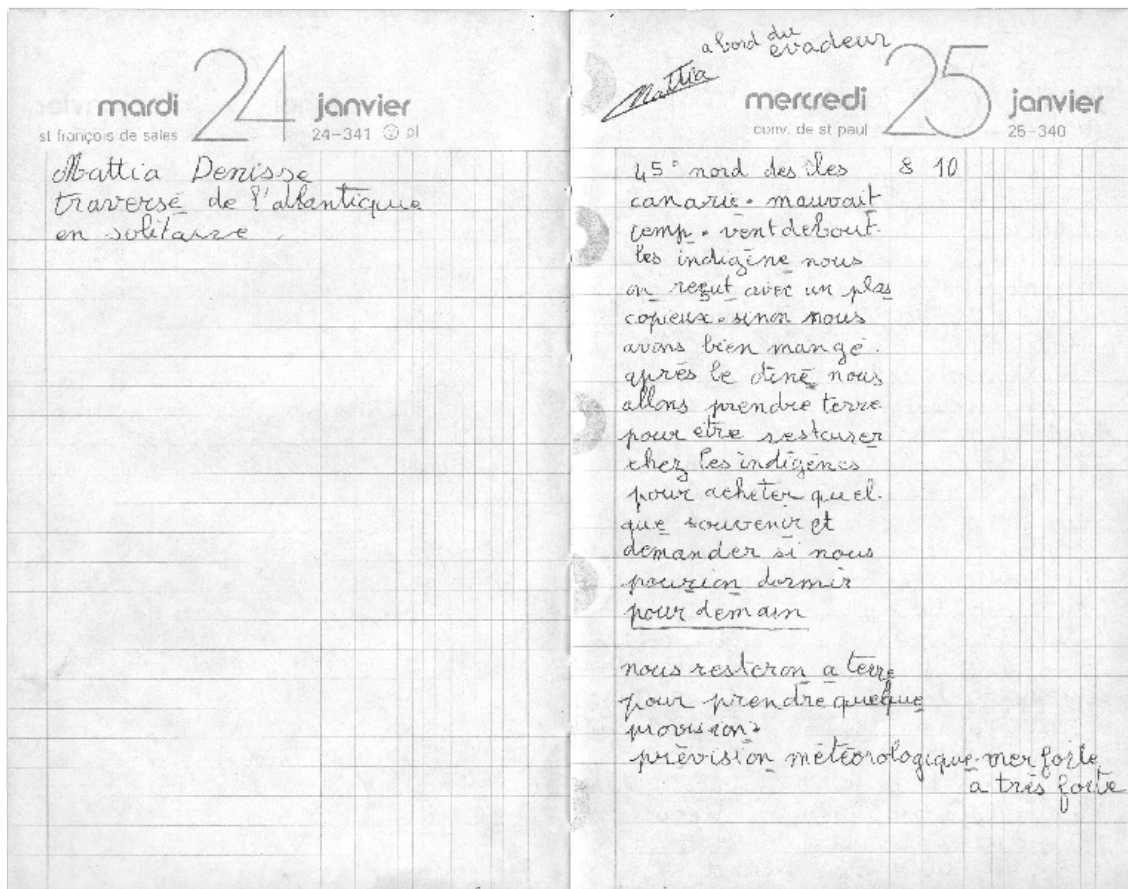 mardi 24 janvier
st françois de sales 24-341
Mattia Denisse
traversé de l'atlantique
en solitaire.
a bord du
evadeur
Mattia
mercredi 25 janvier
conv. de st paul 25-340
45° nord des îles 8 10
canarie. mauvait
temp. vent debout.
les indigène nous
on reçut avec un plas
copieux. sinon nous
avons bien mangé.
après le dîné nous
allons prendre terre
pour être restaurer
chez les indigènes
pour acheter quel-
que souvenir et
demander si nous
pourion dormir
pour demain
nous resteron a terre
pour prendre queque
provision.
prévision météorologique. mer forte
a très forte